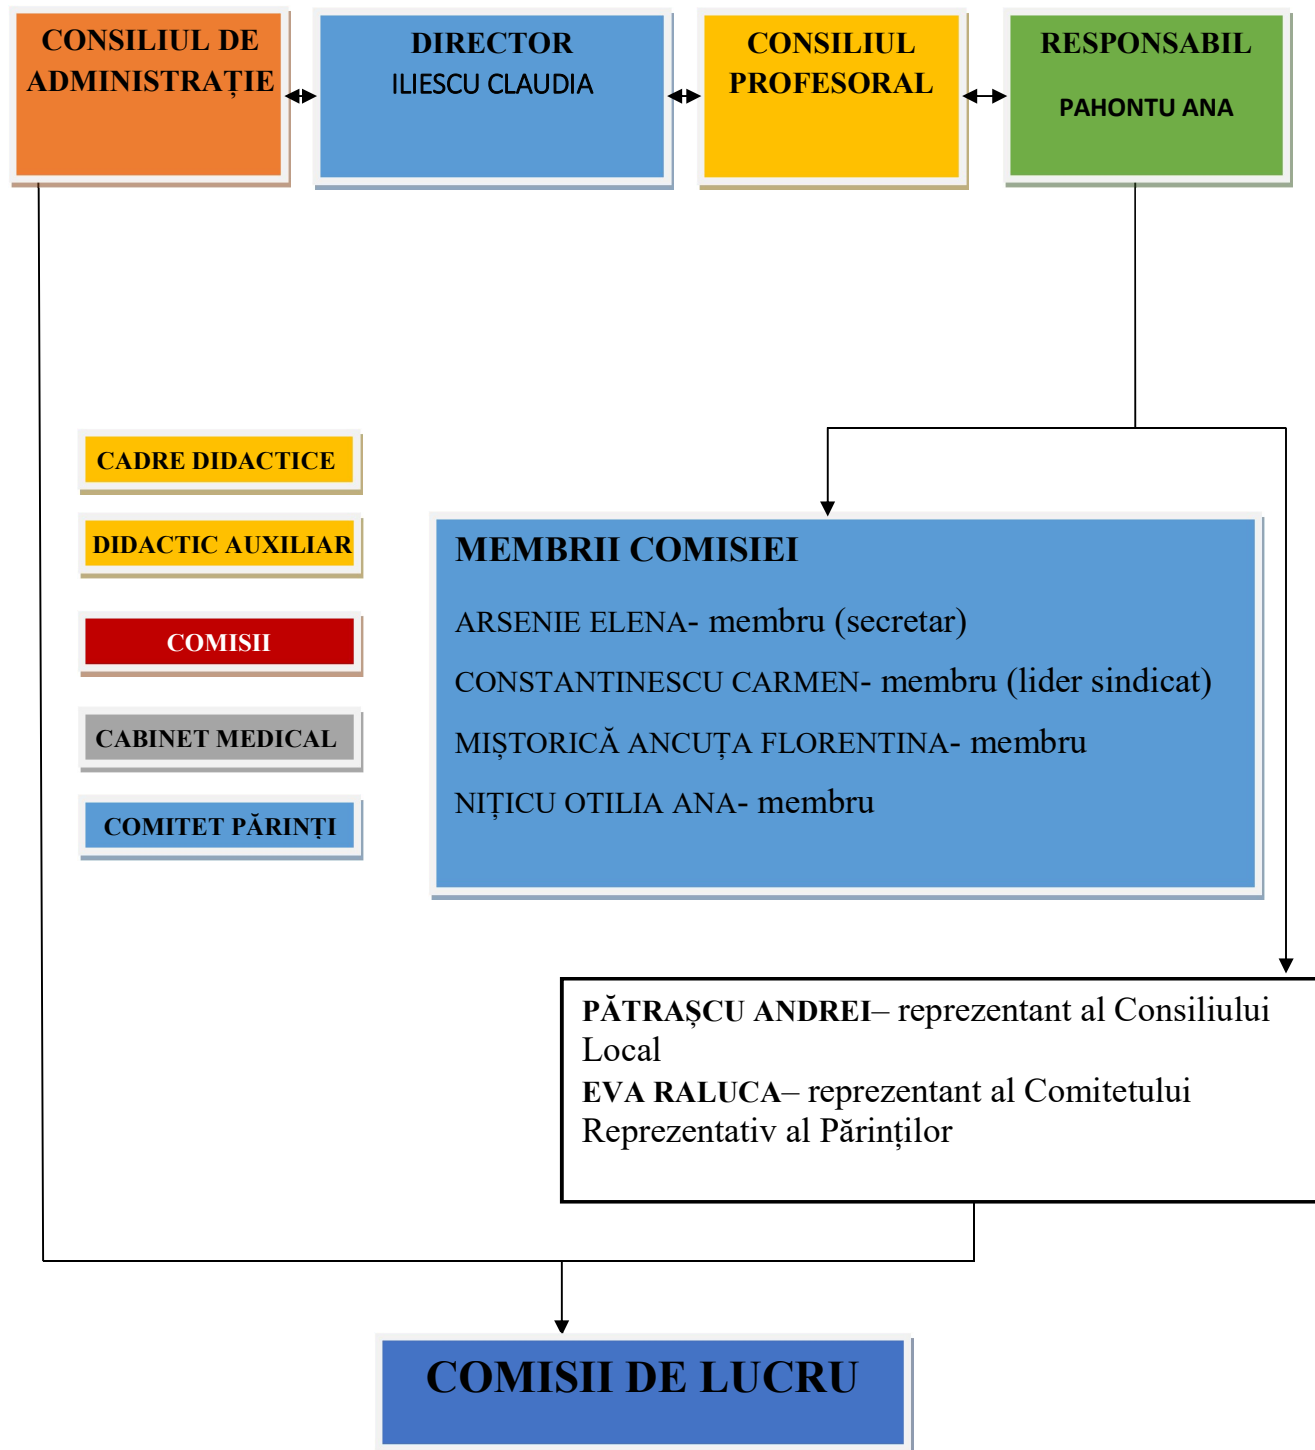 CONSILIUL DE
ADMINISTRAȚIE
DIRECTOR
ILIESCU CLAUDIA
CONSILIUL
PROFESORAL
RESPONSABIL
PAHONTU ANA
CADRE DIDACTICE
DIDACTIC AUXILIAR
COMISII
CABINET MEDICAL
COMITET PĂRINȚI
MEMBRII COMISIEI
ARSENIE ELENA- membru (secretar)
CONSTANTINESCU CARMEN- membru (lider sindicat)
MIȘTORICĂ ANCUȚA FLORENTINA- membru
NIȚICU OTILIA ANA- membru
PĂTRAȘCU ANDREI– reprezentant al Consiliului
Local
EVA RALUCA– reprezentant al Comitetului
Reprezentativ al Părinților
COMISII DE LUCRU